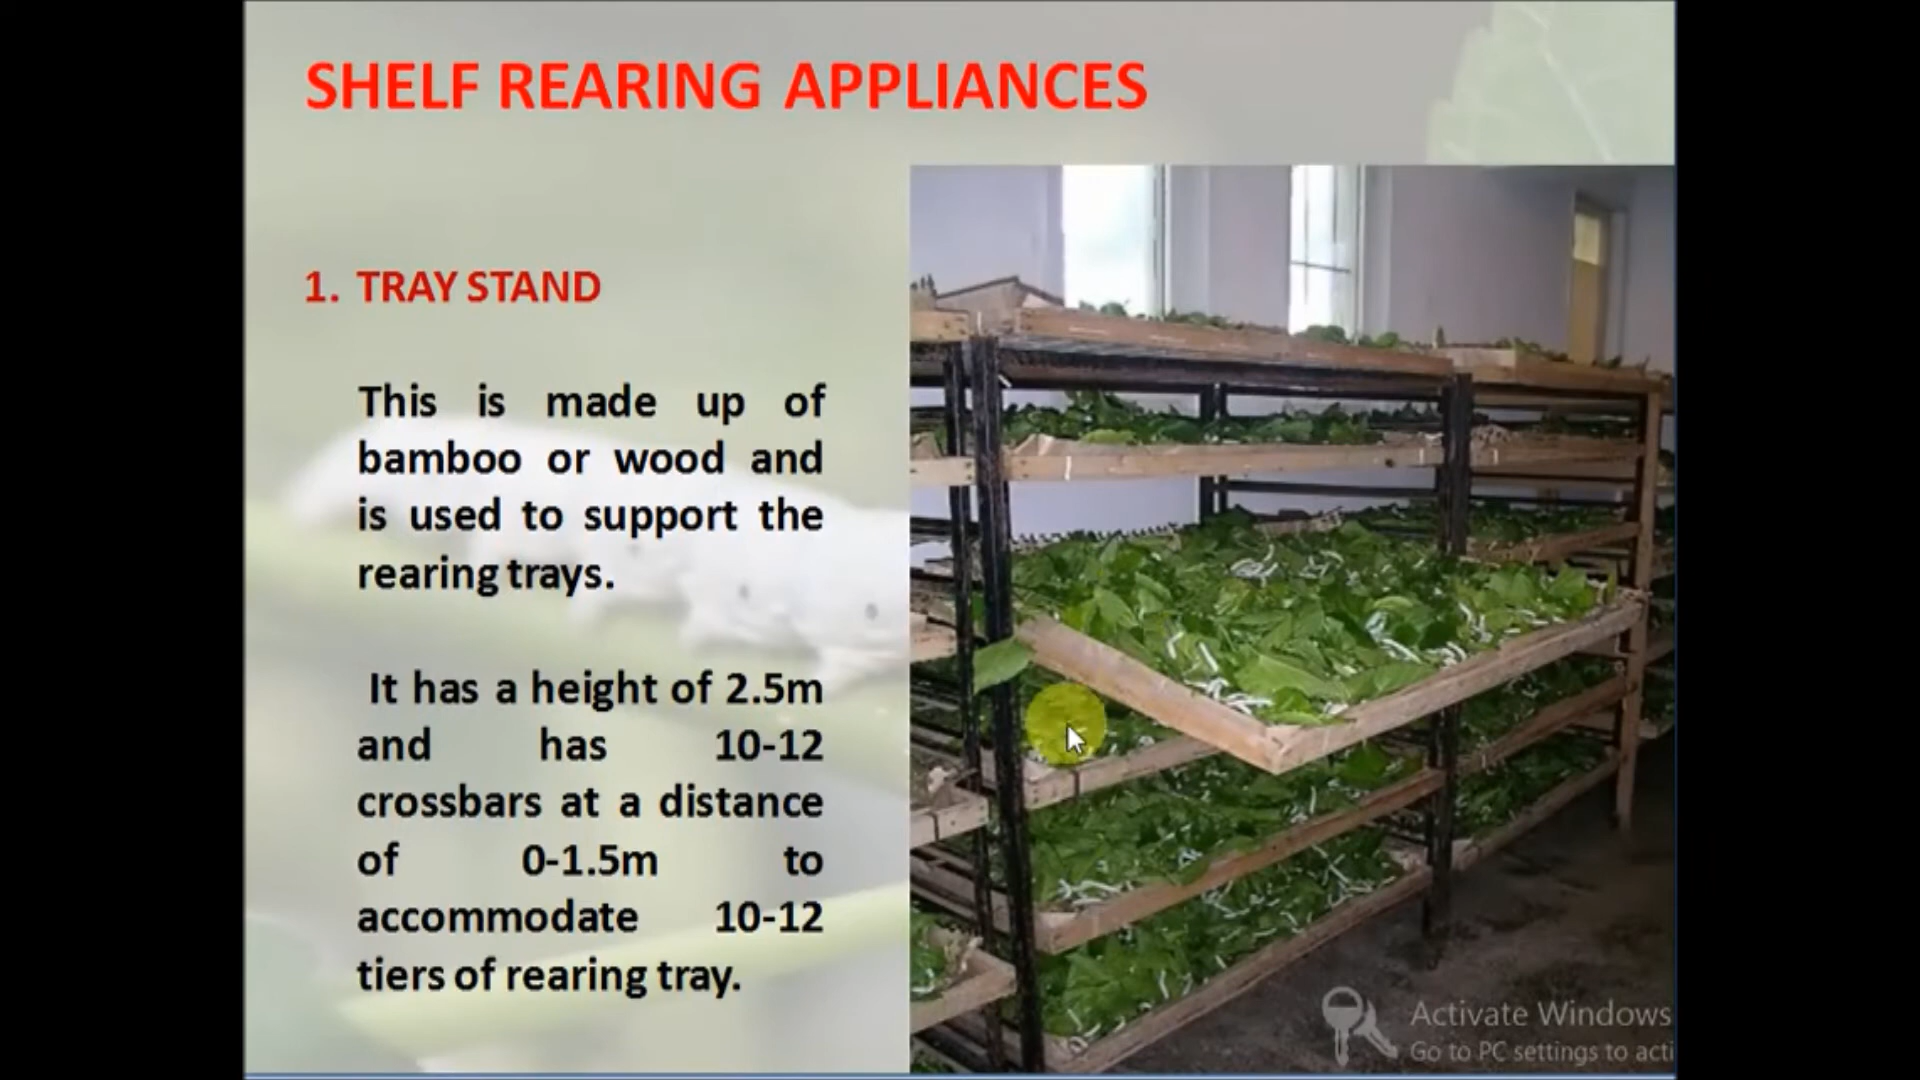 SHELF REARING APPLIANCES
1. TRAY STAND
This is made up of
bamboo or wood and
is used to support the
rearing trays.
It has a height of 2.5m
and has 10-12
crossbars at a distance
of 0-1.5m to
accommodate 10-12
tiers of rearing tray.
Activate Windows
Go to PC settings to acti